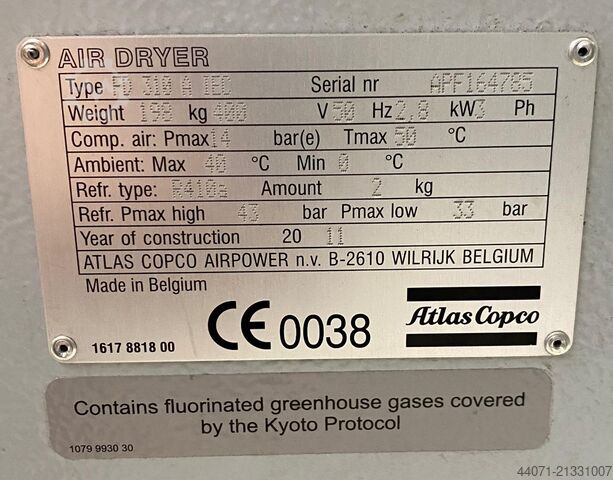 AIR DRYER
Type FD 310 A IEC Serial nr APF164785
Weight 198 kg 400 V 50 Hz 2,8 kW 3 Ph
Comp. air: Pmax 14 bar(e) Tmax 50 °C
Ambient: Max 40 °C Min 0 °C
Refr. type: R410a Amount 2 kg
Refr. Pmax high 43 bar Pmax low 33 bar
Year of construction 20 11
ATLAS COPCO AIRPOWER n.v. B-2610 WILRIJK BELGIUM
Made in Belgium
1617 8818 00
CE 0038
Atlas Copco
Contains fluorinated greenhouse gases covered
by the Kyoto Protocol
1079 9930 30
44071-21331007